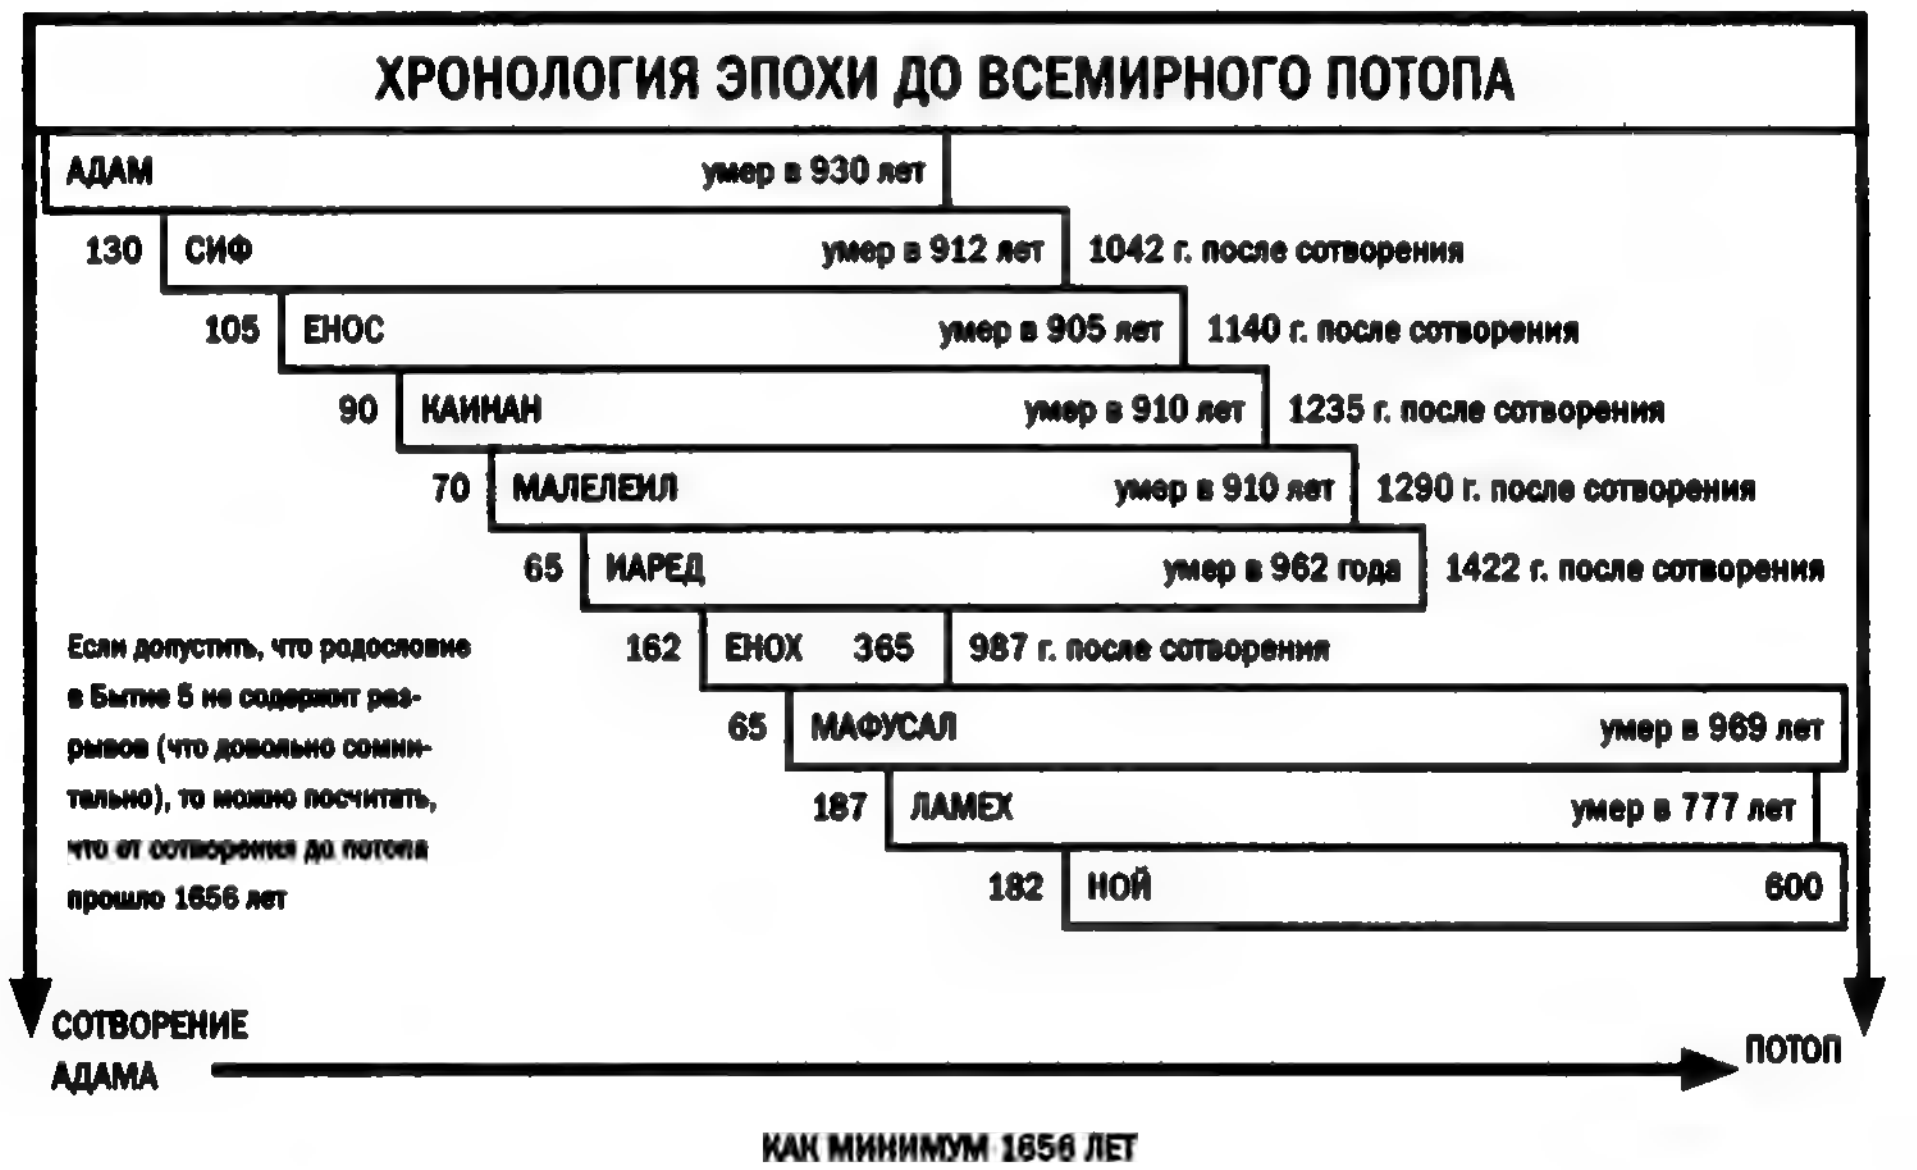 ХРОНОЛОГИЯ ЭПОХИ ДО ВСЕМИРНОГО ПОТОПА
АДАМ умер в 930 лет
130 СИФ умер в 912 лет 1042 г. после сотворения
105 ЕНОС умер в 905 лет 1140 г. после сотворения
90 КАИНАН умер в 910 лет 1235 г. после сотворения
70 МАЛЕЛЕИЛ умер в 910 лет 1290 г. после сотворения
65 ИАРЕД умер в 962 года 1422 г. после сотворения
162 ЕНОХ 365 987 г. после сотворения
65 МАФУСАЛ умер в 969 лет
187 ЛАМЕХ умер в 777 лет
182 НОЙ 600
Если допустить, что родословие
в Бытие 5 не содержит раз-
рывов (что довольно сомни-
тельно), то можно посчитать,
что от сотворения до потопа
прошло 1656 лет
СОТВОРЕНИЕ
АДАМА
ПОТОП
КАК МИНИМУМ 1656 ЛЕТ